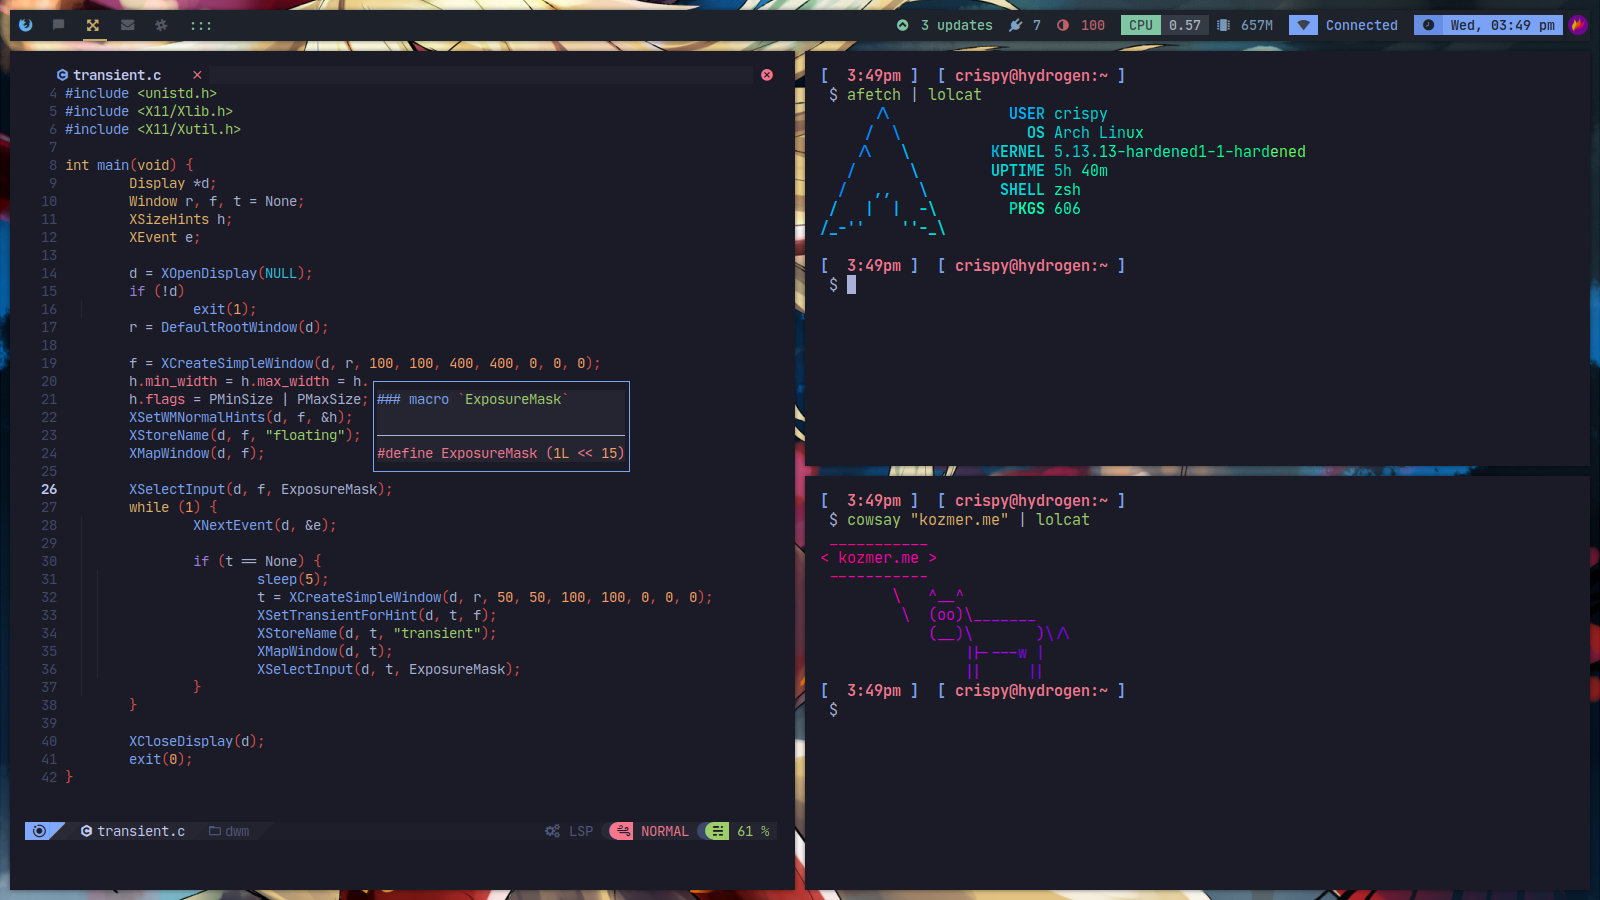 ::: 3 updates 7 100 CPU 0.57 657M Connected Wed, 03:49 pm
transient.c ×
4 #include <unistd.h>
5 #include <X11/Xlib.h>
6 #include <X11/Xutil.h>
7
8 int main(void) {
9         Display *d;
10         Window r, f, t = None;
11         XSizeHints h;
12         XEvent e;
13
14         d = XOpenDisplay(NULL);
15         if (!d)
16                 exit(1);
17         r = DefaultRootWindow(d);
18
19         f = XCreateSimpleWindow(d, r, 100, 100, 400, 400, 0, 0, 0);
20         h.min_width = h.max_width = h.
21         h.flags = PMinSize | PMaxSize;
22         XSetWMNormalHints(d, f, &h);
23         XStoreName(d, f, "floating");
24         XMapWindow(d, f);
25
26         XSelectInput(d, f, ExposureMask);
27         while (1) {
28                 XNextEvent(d, &e);
29
30                 if (t == None) {
31                         sleep(5);
32                         t = XCreateSimpleWindow(d, r, 50, 50, 100, 100, 0, 0, 0);
33                         XSetTransientForHint(d, t, f);
34                         XStoreName(d, t, "transient");
35                         XMapWindow(d, t);
36                         XSelectInput(d, t, ExposureMask);
37                 }
38         }
39
40         XCloseDisplay(d);
41         exit(0);
42 }
### macro `ExposureMask`
#define ExposureMask (1L << 15)
transient.c dwm LSP NORMAL 61 %
[  3:49pm ]  [ crispy@hydrogen:~ ]
$ afetch | lolcat
      /\              USER crispy
     /  \               OS Arch Linux
    /\   \          KERNEL 5.13.13-hardened1-1-hardened
   /      \         UPTIME 5h 40m
  /   ,,   \         SHELL zsh
 /   |  |  -\         PKGS 606
/_-''    ''-_\
[  3:49pm ]  [ crispy@hydrogen:~ ]
$
[  3:49pm ]  [ crispy@hydrogen:~ ]
$ cowsay "kozmer.me" | lolcat
 ___________
< kozmer.me >
 -----------
        \   ^__^
         \  (oo)\_______
            (__)\       )\/\
                ||----w |
                ||     ||
[  3:49pm ]  [ crispy@hydrogen:~ ]
$